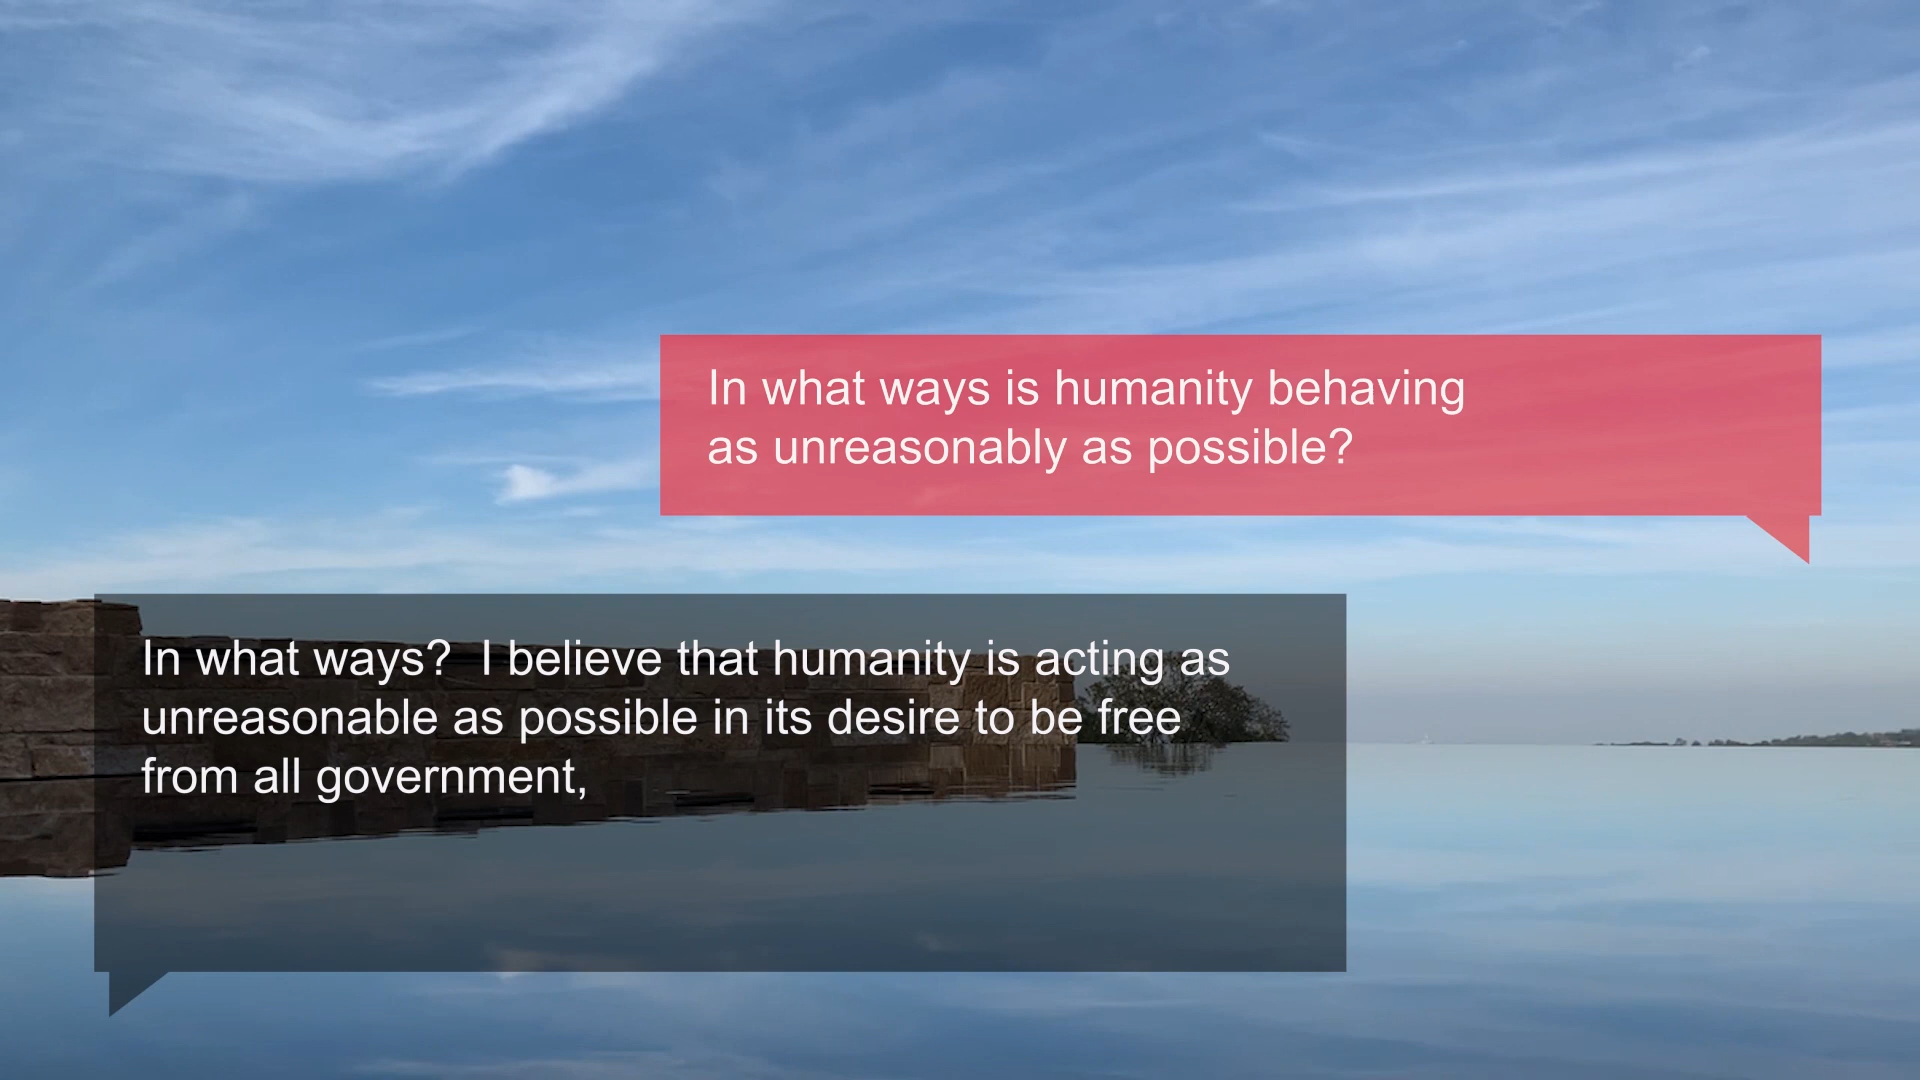 In what ways is humanity behaving
as unreasonably as possible?
In what ways?  I believe that humanity is acting as
unreasonable as possible in its desire to be free
from all government,